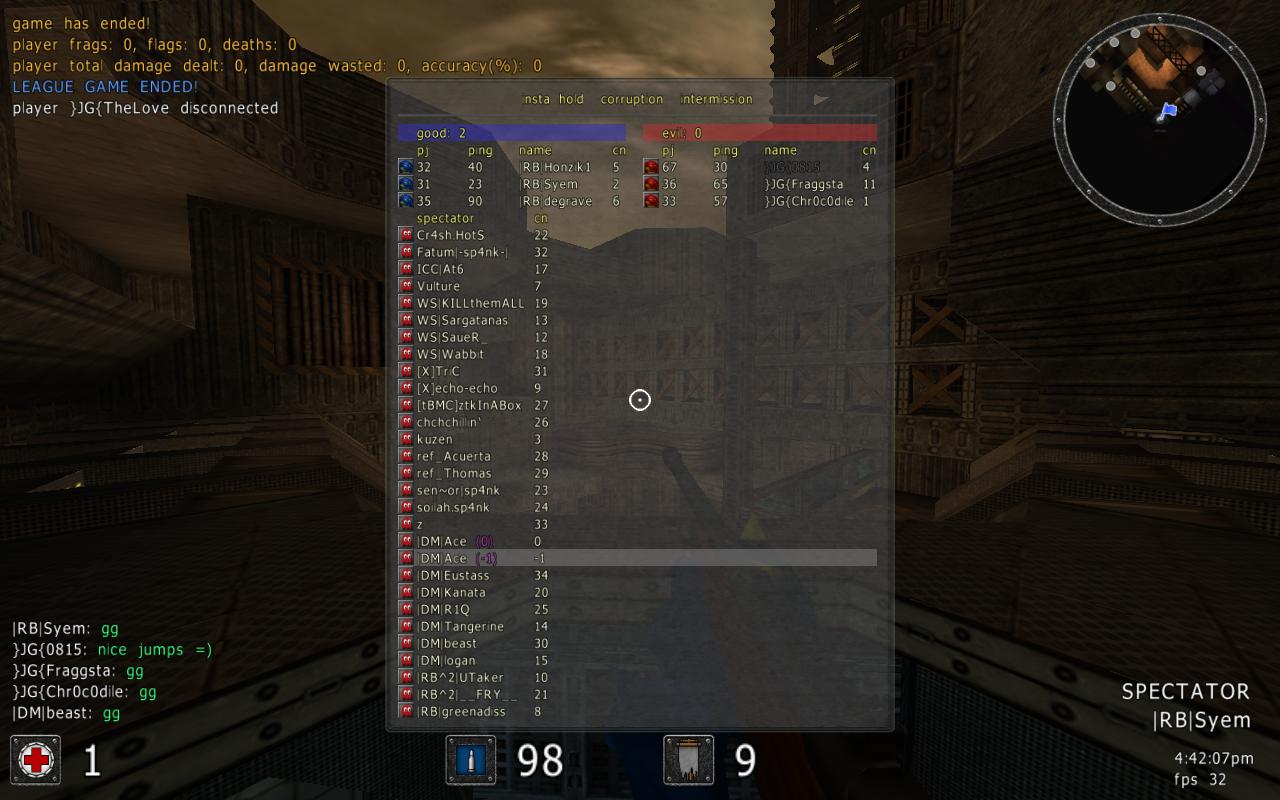 game has ended!
player frags: 0, flags: 0, deaths: 0
player total damage dealt: 0, damage wasted: 0, accuracy(%): 0
LEAGUE GAME ENDED!
player }JG{TheLove disconnected
insta hold corruption intermission
good: 2 evil: 0
pj ping name cn pj ping name cn
32 40 |RB|Honzik1 5 67 30 }JG{0815 4
31 23 |RB|Syem 2 36 65 }JG{Fraggsta 11
35 90 |RB|degrave 6 33 57 }JG{Chr0c0dile 1
spectator cn
Cr4sh.HotS 22
Fatum|-sp4nk-| 32
ICC|At6 17
Vulture 7
WS|KILLthemALL 19
WS|Sargatanas 13
WS|SaueR_ 12
WS|Wabbit 18
[X]TriC 31
[X]echo-echo 9
[tBMC]ztkInABox 27
chchchillin' 26
kuzen 3
ref_Acuerta 28
ref_Thomas 29
sen~or|sp4nk 23
soilah.sp4nk 24
z 33
|DM|Ace (0) 0
|DM|Ace (-1) -1
|DM|Eustass 34
|DM|Kanata 20
|DM|R1Q 25
|DM|Tangerine 14
|DM|beast 30
|DM|logan 15
|RB^2|UTaker 10
|RB^2|__FRY__ 21
|RB|greenadiss 8
|RB|Syem: gg
}JG{0815: nice jumps =)
}JG{Fraggsta: gg
}JG{Chr0c0dile: gg
|DM|beast: gg
SPECTATOR
|RB|Syem
4:42:07pm
fps 32
1 98 9